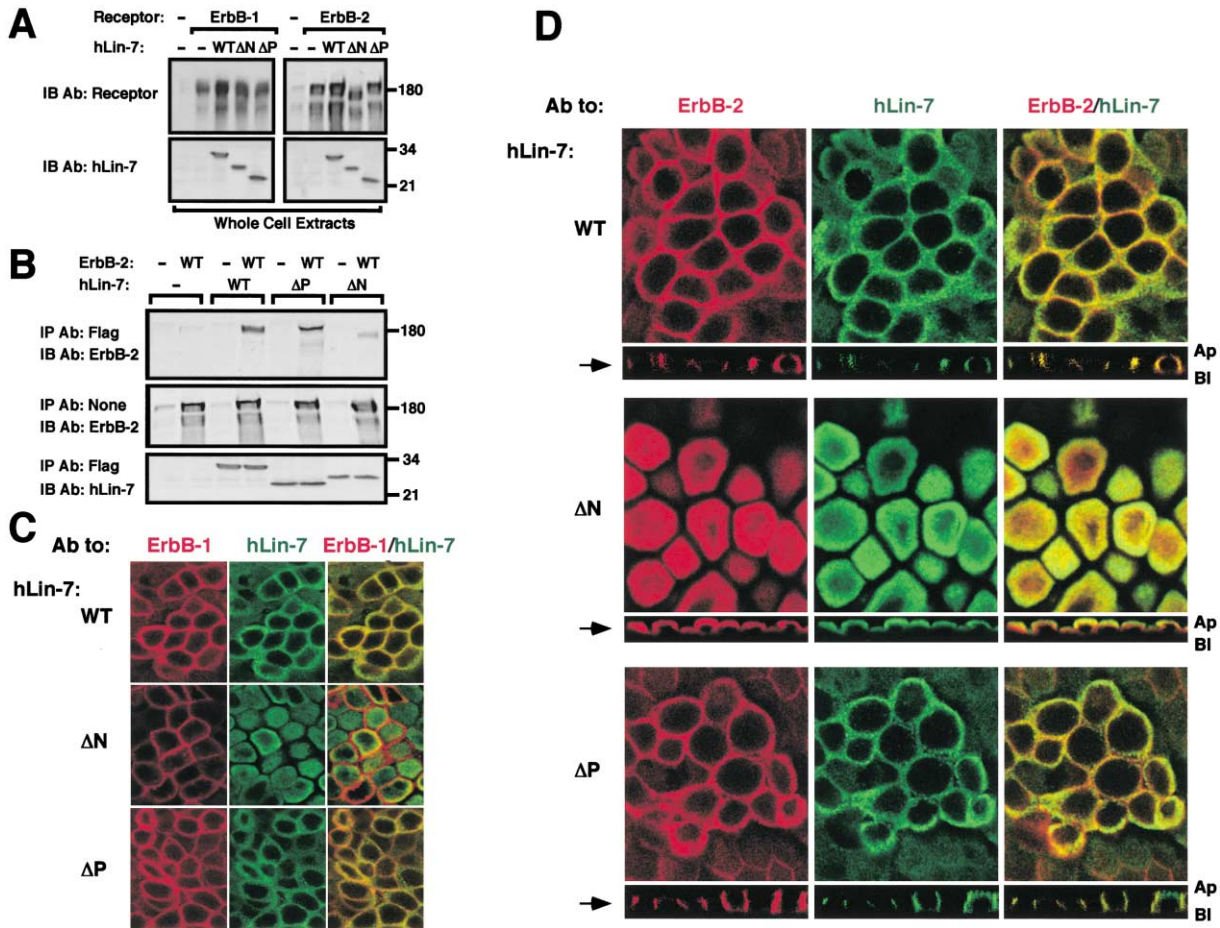 A
Receptor: - ErbB-1 - ErbB-2
hLin-7: - - WT ΔN ΔP - - WT ΔN ΔP
IB Ab: Receptor
180
IB Ab: hLin-7
34
21
Whole Cell Extracts
B
ErbB-2: - WT - WT - WT - WT
hLin-7: - WT ΔP ΔN
IP Ab: Flag
IB Ab: ErbB-2
180
IP Ab: None
IB Ab: ErbB-2
180
IP Ab: Flag
IB Ab: hLin-7
34
21
C
Ab to: ErbB-1 hLin-7 ErbB-1/hLin-7
hLin-7:
WT
ΔN
ΔP
D
Ab to: ErbB-2 hLin-7 ErbB-2/hLin-7
hLin-7:
WT
Ap
Bl
ΔN
Ap
Bl
ΔP
Ap
Bl